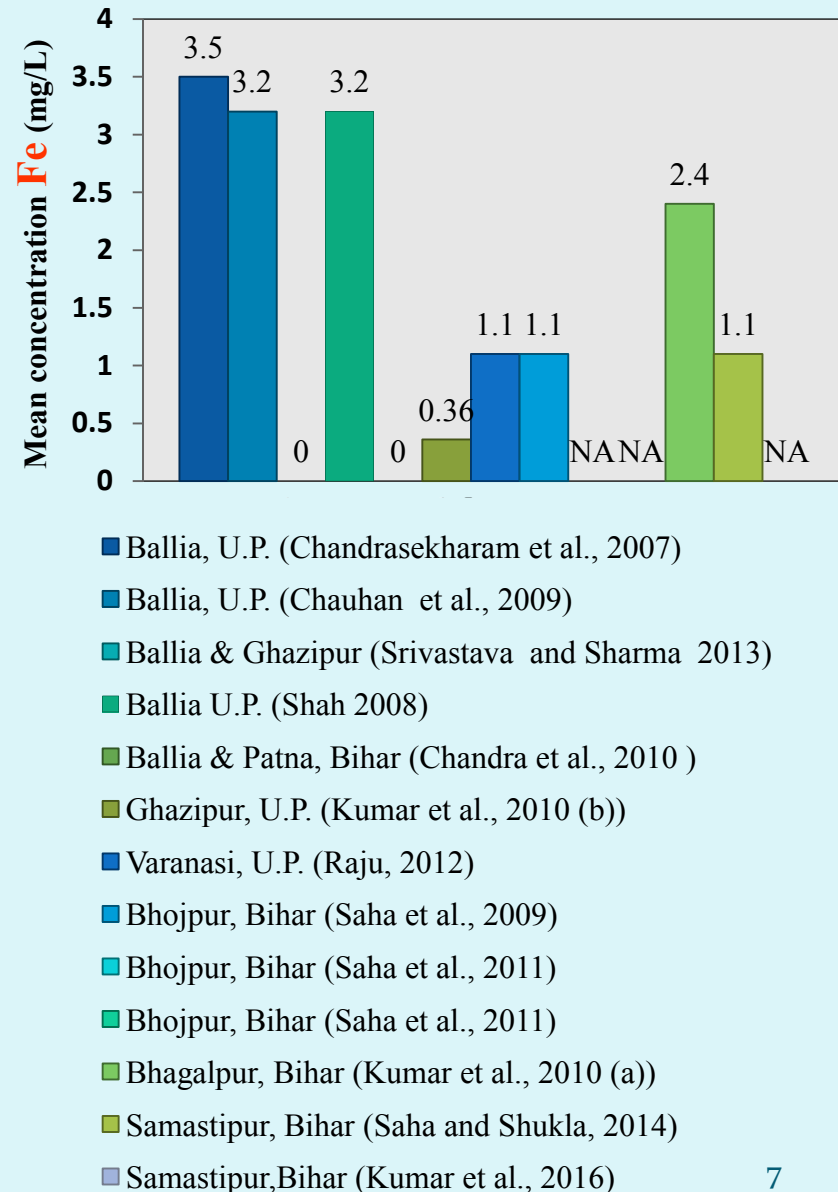 4
3.5
3
2.5
2
1.5
1
0.5
0
Mean concentration Fe (mg/L)
3.5
3.2
0
3.2
0
0.36
1.1
1.1
NA
NA
2.4
1.1
NA
Ballia, U.P. (Chandrasekharam et al., 2007)
Ballia, U.P. (Chauhan et al., 2009)
Ballia & Ghazipur (Srivastava and Sharma 2013)
Ballia U.P. (Shah 2008)
Ballia & Patna, Bihar (Chandra et al., 2010 )
Ghazipur, U.P. (Kumar et al., 2010 (b))
Varanasi, U.P. (Raju, 2012)
Bhojpur, Bihar (Saha et al., 2009)
Bhojpur, Bihar (Saha et al., 2011)
Bhojpur, Bihar (Saha et al., 2011)
Bhagalpur, Bihar (Kumar et al., 2010 (a))
Samastipur, Bihar (Saha and Shukla, 2014)
Samastipur,Bihar (Kumar et al., 2016)
7